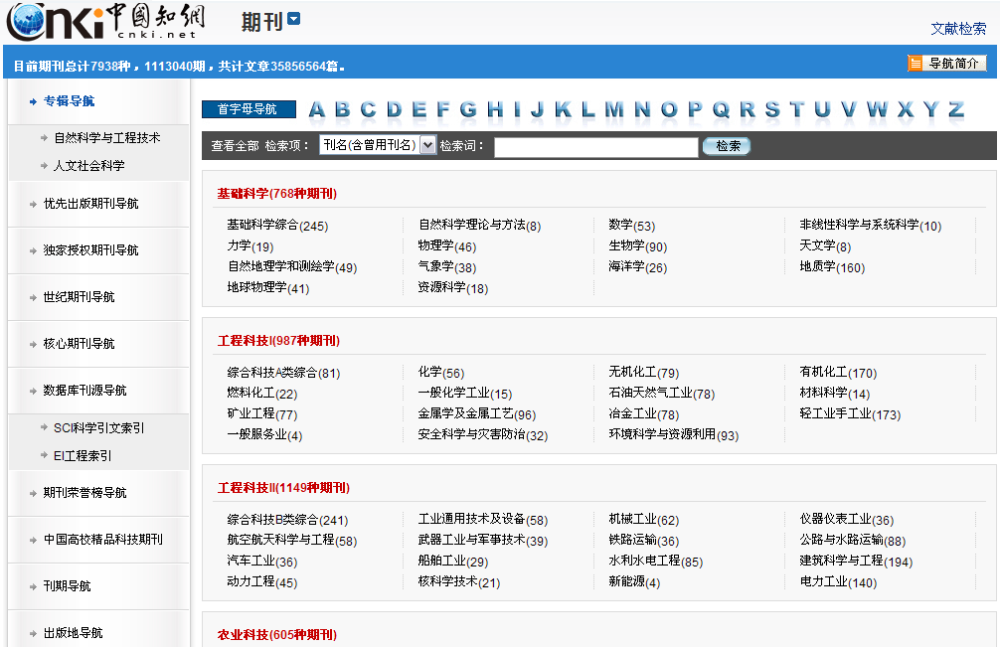 cnki 中國知網
cnki.net
期刊
文献检索
目前期刊总计7938种，1113040期，共计文章35856564篇。
导航简介
专辑导航
自然科学与工程技术
人文社会科学
优先出版期刊导航
独家授权期刊导航
世纪期刊导航
核心期刊导航
数据库刊源导航
SCI科学引文索引
EI工程索引
期刊荣誉榜导航
中国高校精品科技期刊
刊期导航
出版地导航
首字母导航 A B C D E F G H I J K L M N O P Q R S T U V W X Y Z
查看全部 检索项： 刊名(含曾用刊名) 检索词： 检索
基础科学(768种期刊)
基础科学综合(245) 自然科学理论与方法(8) 数学(53) 非线性科学与系统科学(10)
力学(19) 物理学(46) 生物学(90) 天文学(8)
自然地理学和测绘学(49) 气象学(38) 海洋学(26) 地质学(160)
地球物理学(41) 资源科学(18)
工程科技I(987种期刊)
综合科技A类综合(81) 化学(56) 无机化工(79) 有机化工(170)
燃料化工(22) 一般化学工业(15) 石油天然气工业(78) 材料科学(14)
矿业工程(77) 金属学及金属工艺(96) 冶金工业(78) 轻工业手工业(173)
一般服务业(4) 安全科学与灾害防治(32) 环境科学与资源利用(93)
工程科技II(1149种期刊)
综合科技B类综合(241) 工业通用技术及设备(58) 机械工业(62) 仪器仪表工业(36)
航空航天科学与工程(58) 武器工业与军事技术(39) 铁路运输(36) 公路与水路运输(88)
汽车工业(36) 船舶工业(29) 水利水电工程(85) 建筑科学与工程(194)
动力工程(45) 核科学技术(21) 新能源(4) 电力工业(140)
农业科技(605种期刊)